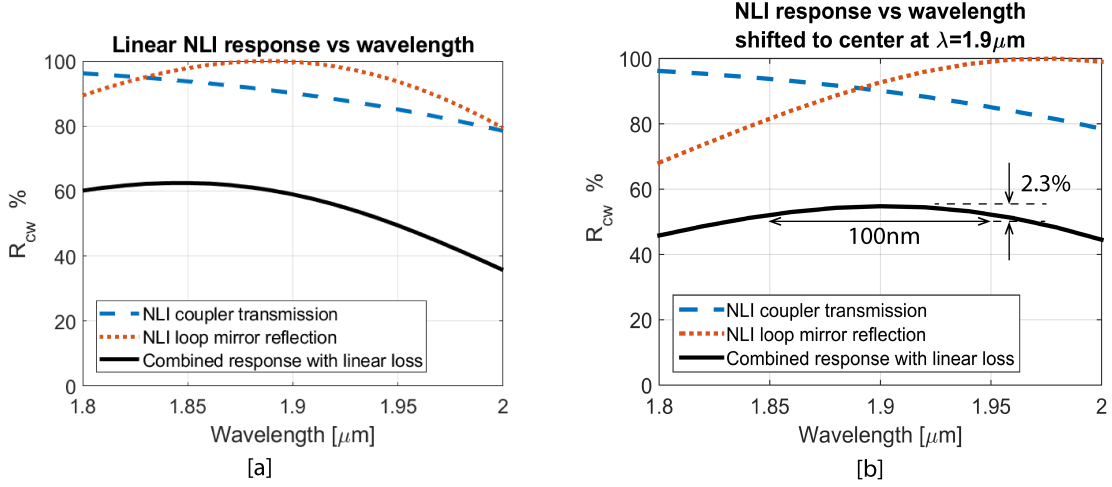 Linear NLI response vs wavelength
R_cw %
100
80
60
40
20
0
NLI coupler transmission
NLI loop mirror reflection
Combined response with linear loss
1.8
1.85
1.9
1.95
2
Wavelength [μm]
[a]
NLI response vs wavelength
shifted to center at λ=1.9μm
R_cw %
100
80
60
40
20
0
2.3%
100nm
NLI coupler transmission
NLI loop mirror reflection
Combined response with linear loss
1.8
1.85
1.9
1.95
2
Wavelength [μm]
[b]